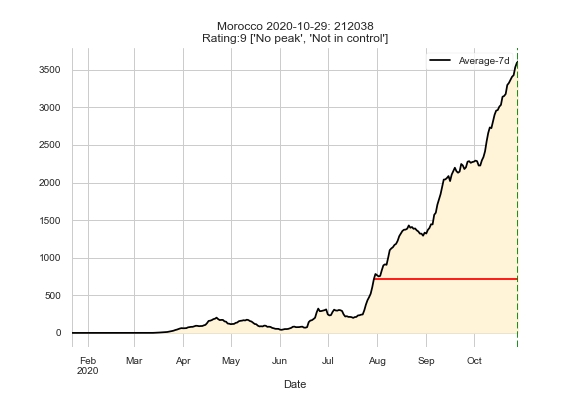 Morocco 2020-10-29: 212038
Rating:9 ['No peak', 'Not in control']
Average-7d
3500
3000
2500
2000
1500
1000
500
0
Feb Mar Apr May Jun Jul Aug Sep Oct
2020
Date